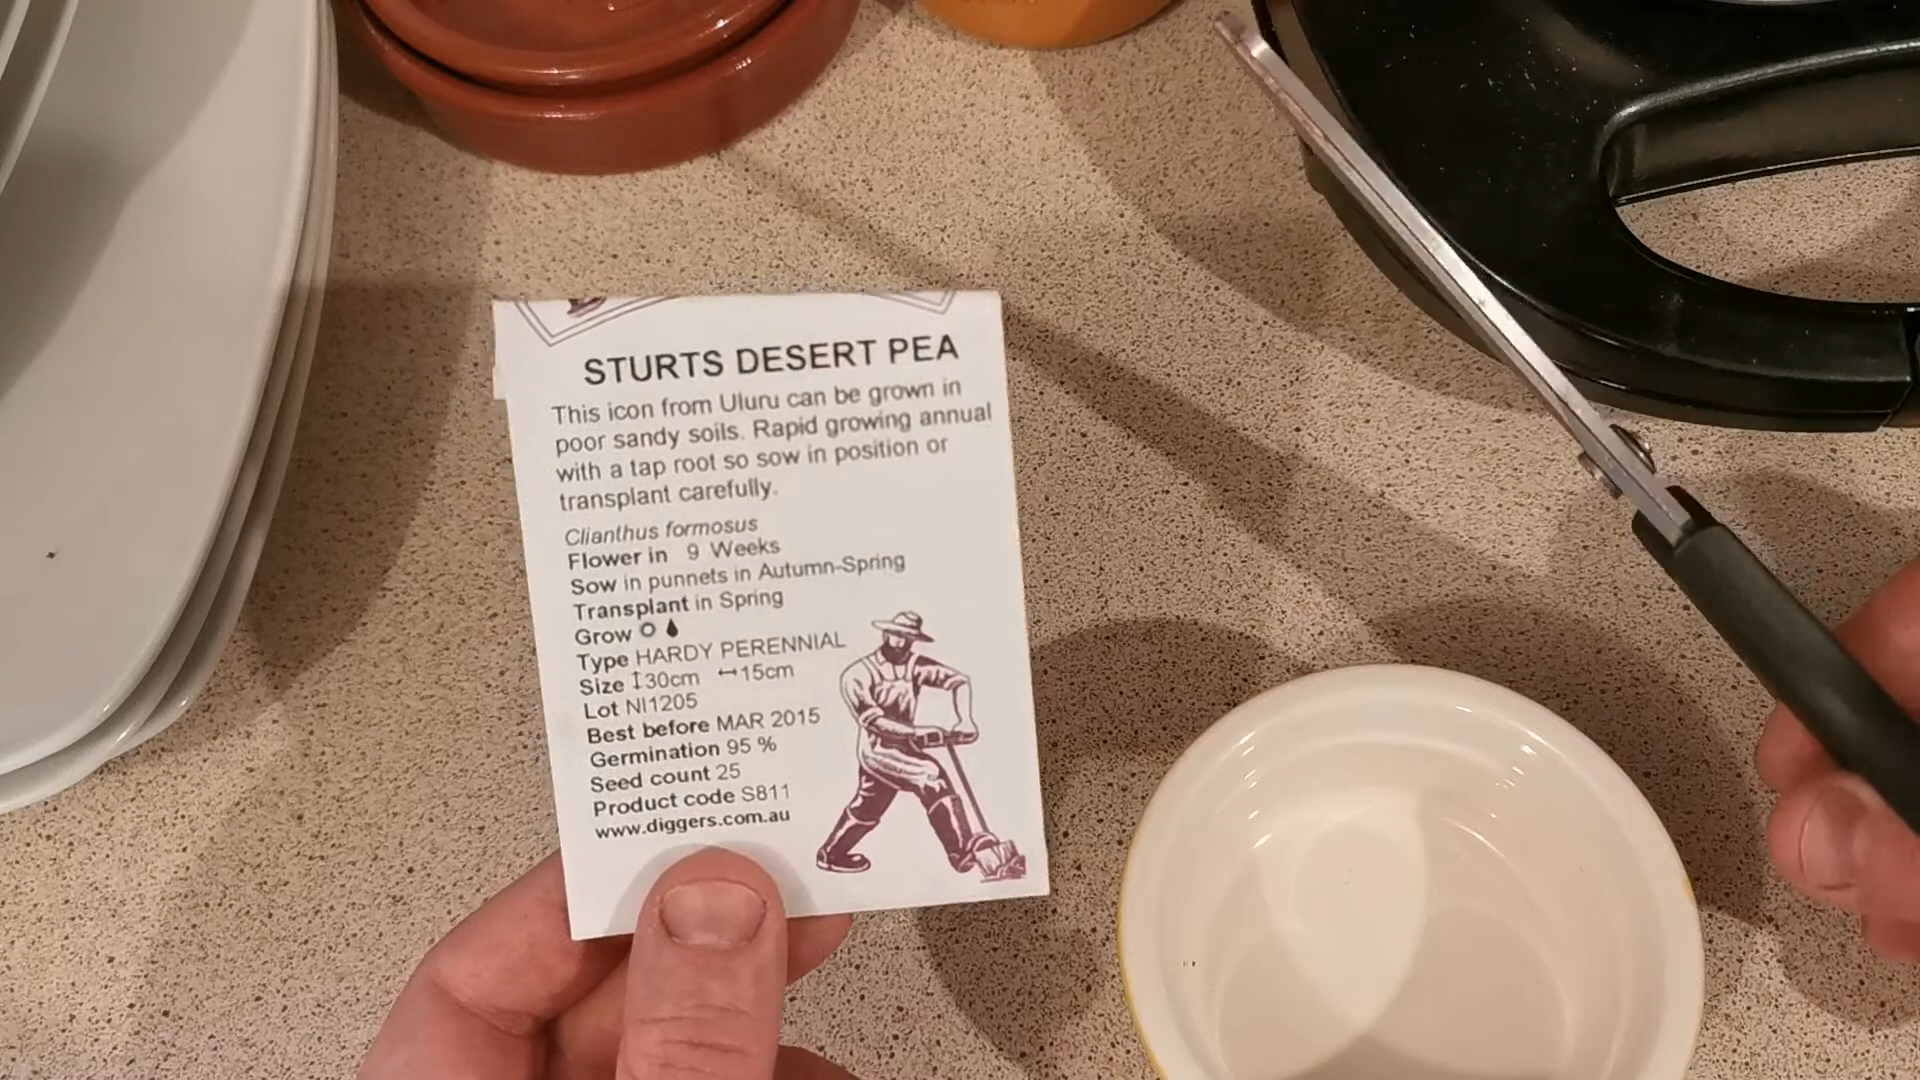 STURTS DESERT PEA
This icon from Uluru can be grown in
poor sandy soils. Rapid growing annual
with a tap root so sow in position or
transplant carefully.
Clianthus formosus
Flower in 9 Weeks
Sow in punnets in Autumn-Spring
Transplant in Spring
Grow
Type HARDY PERENNIAL
Size ↕30cm ↔15cm
Lot NI1205
Best before MAR 2015
Germination 95 %
Seed count 25
Product code S811
www.diggers.com.au